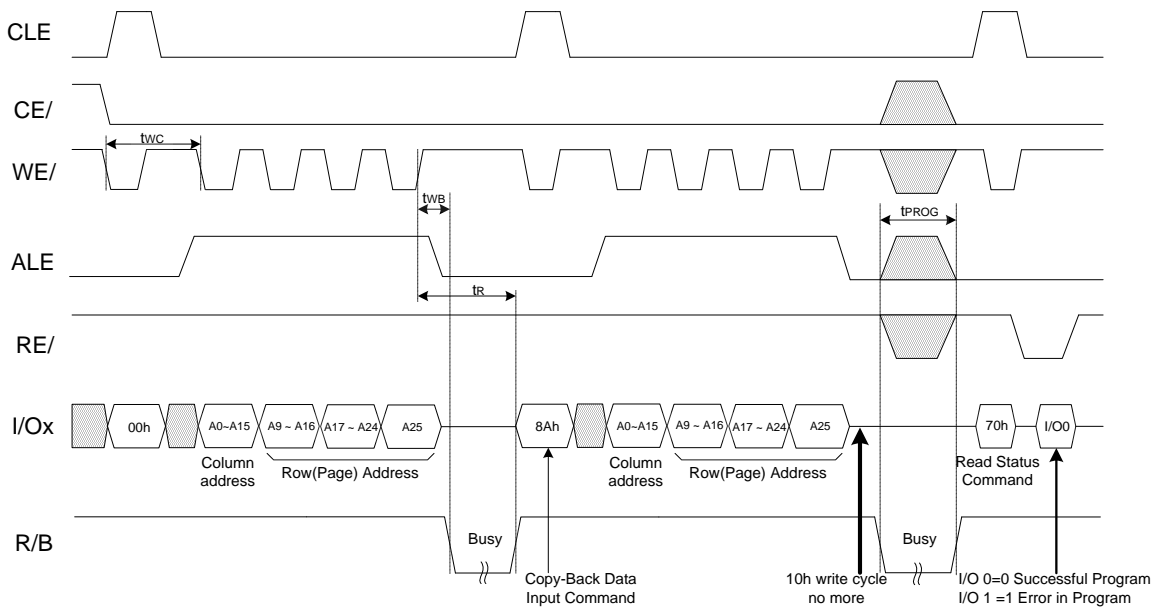 CLE
CE/
tWC
WE/
tWB
tPROG
ALE
tR
RE/
I/Ox
00h A0~A15 A9 ~ A16 A17 ~ A24 A25 8Ah A0~A15 A9 ~ A16 A17 ~ A24 A25 70h I/O0
Column address
Row(Page) Address
Column address
Row(Page) Address
Read Status
Command
R/B
Busy
Busy
Copy-Back Data
Input Command
10h write cycle
no more
I/O 0=0 Successful Program
I/O 1 =1 Error in Program